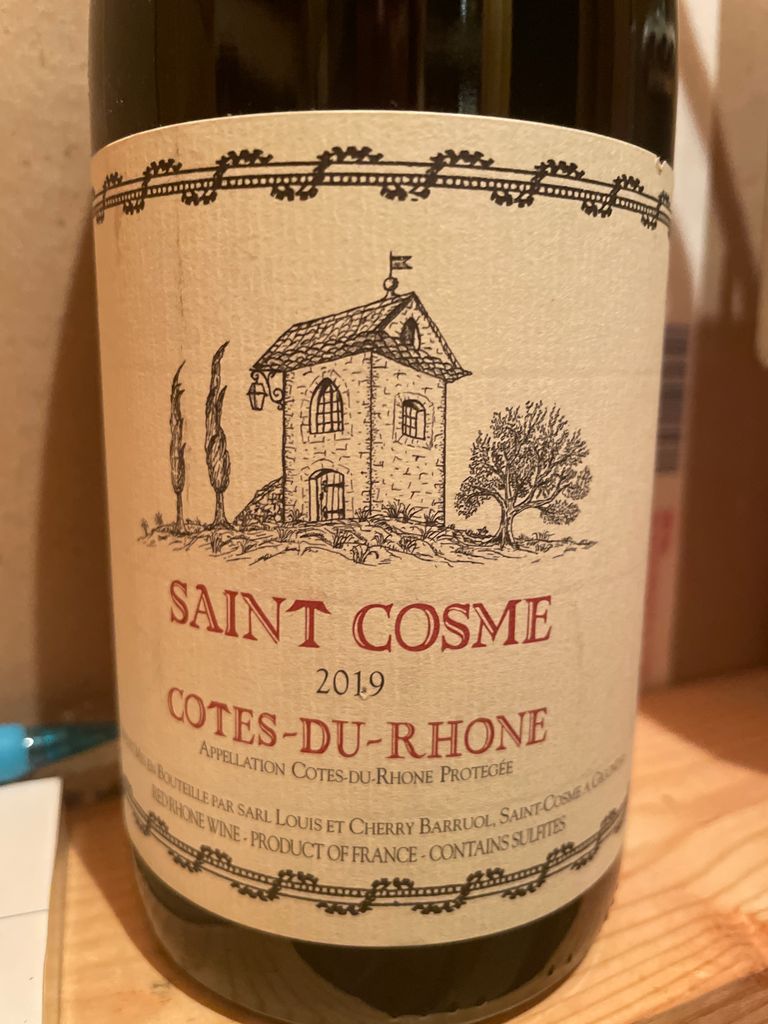 SAINT COSME
2019
COTES-DU-RHONE
APPELLATION COTES-DU-RHONE PROTEGÉE
EN BOUTEILLE PAR SARL LOUIS ET CHERRY BARRUOL, SAINT-COSME A
RED RHONE WINE - PRODUCT OF FRANCE - CONTAINS SULFITES